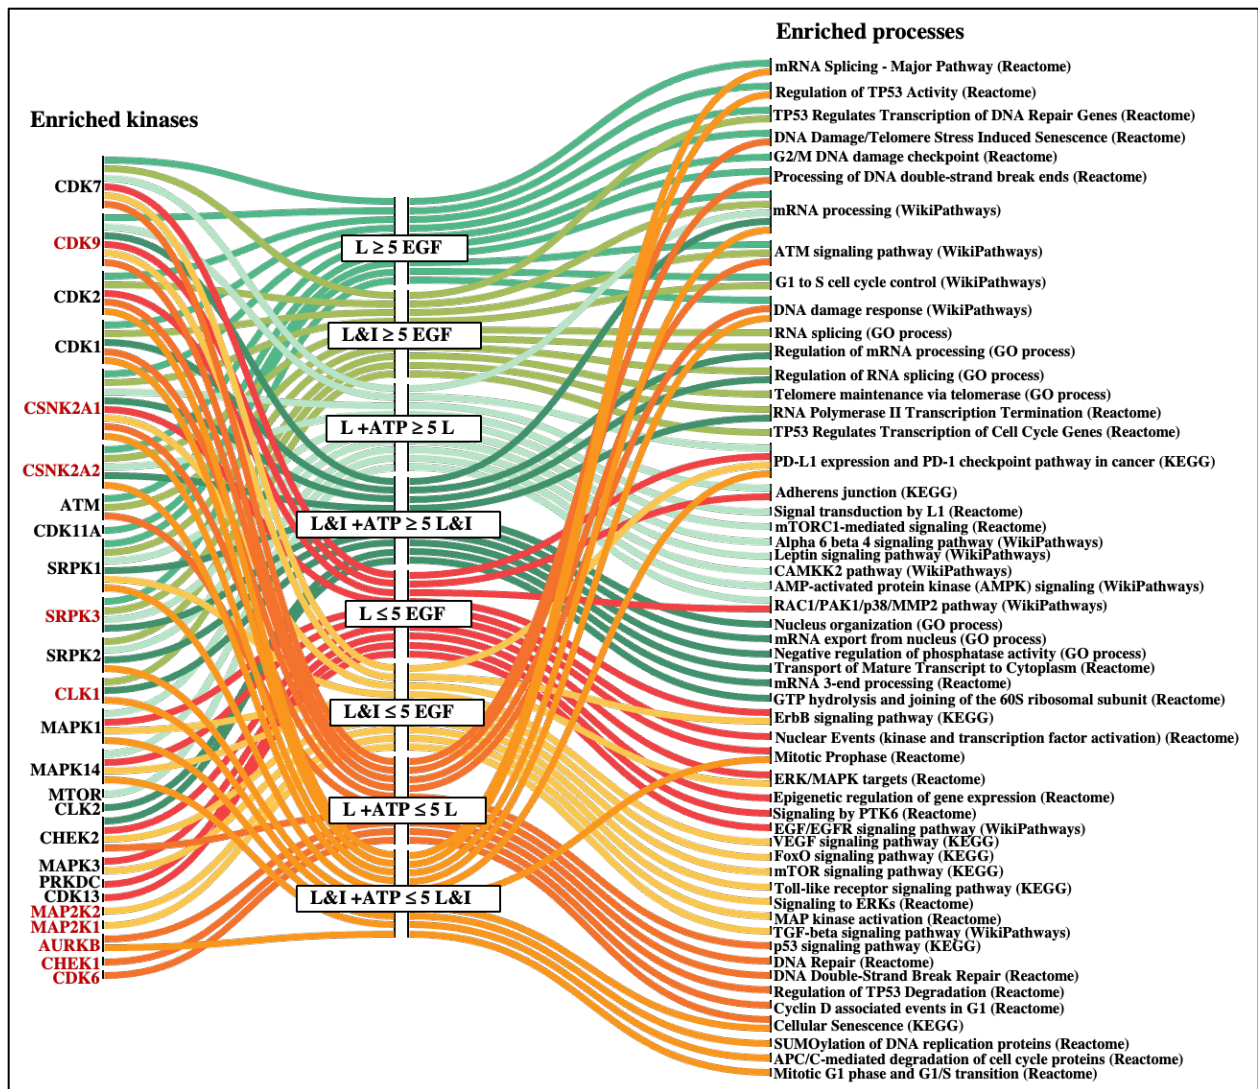 Enriched processes
Enriched kinases
CDK7
CDK9
CDK2
CDK1
CSNK2A1
CSNK2A2
ATM
CDK11A
SRPK1
SRPK3
SRPK2
CLK1
MAPK1
MAPK14
MTOR
CLK2
CHEK2
MAPK3
PRKDC
CDK13
MAP2K2
MAP2K1
AURKB
CHEK1
CDK6
L ≥ 5 EGF
L&I ≥ 5 EGF
L +ATP ≥ 5 L
L&I +ATP ≥ 5 L&I
L ≤ 5 EGF
L&I ≤ 5 EGF
L +ATP ≤ 5 L
L&I +ATP ≤ 5 L&I
mRNA Splicing - Major Pathway (Reactome)
Regulation of TP53 Activity (Reactome)
TP53 Regulates Transcription of DNA Repair Genes (Reactome)
DNA Damage/Telomere Stress Induced Senescence (Reactome)
G2/M DNA damage checkpoint (Reactome)
Processing of DNA double-strand break ends (Reactome)
mRNA processing (WikiPathways)
ATM signaling pathway (WikiPathways)
G1 to S cell cycle control (WikiPathways)
DNA damage response (WikiPathways)
RNA splicing (GO process)
Regulation of mRNA processing (GO process)
Regulation of RNA splicing (GO process)
Telomere maintenance via telomerase (GO process)
RNA Polymerase II Transcription Termination (Reactome)
TP53 Regulates Transcription of Cell Cycle Genes (Reactome)
PD-L1 expression and PD-1 checkpoint pathway in cancer (KEGG)
Adherens junction (KEGG)
Signal transduction by L1 (Reactome)
mTORC1-mediated signaling (Reactome)
Alpha 6 beta 4 signaling pathway (WikiPathways)
Leptin signaling pathway (WikiPathways)
CAMKK2 pathway (WikiPathways)
AMP-activated protein kinase (AMPK) signaling (WikiPathways)
RAC1/PAK1/p38/MMP2 pathway (WikiPathways)
Nucleus organization (GO process)
mRNA export from nucleus (GO process)
Negative regulation of phosphatase activity (GO process)
Transport of Mature Transcript to Cytoplasm (Reactome)
mRNA 3-end processing (Reactome)
GTP hydrolysis and joining of the 60S ribosomal subunit (Reactome)
ErbB signaling pathway (KEGG)
Nuclear Events (kinase and transcription factor activation) (Reactome)
Mitotic Prophase (Reactome)
ERK/MAPK targets (Reactome)
Epigenetic regulation of gene expression (Reactome)
Signaling by PTK6 (Reactome)
EGF/EGFR signaling pathway (WikiPathways)
VEGF signaling pathway (KEGG)
FoxO signaling pathway (KEGG)
mTOR signaling pathway (KEGG)
Toll-like receptor signaling pathway (KEGG)
Signaling to ERKs (Reactome)
MAP kinase activation (Reactome)
TGF-beta signaling pathway (WikiPathways)
p53 signaling pathway (KEGG)
DNA Repair (Reactome)
DNA Double-Strand Break Repair (Reactome)
Regulation of TP53 Degradation (Reactome)
Cyclin D associated events in G1 (Reactome)
Cellular Senescence (KEGG)
SUMOylation of DNA replication proteins (Reactome)
APC/C-mediated degradation of cell cycle proteins (Reactome)
Mitotic G1 phase and G1/S transition (Reactome)